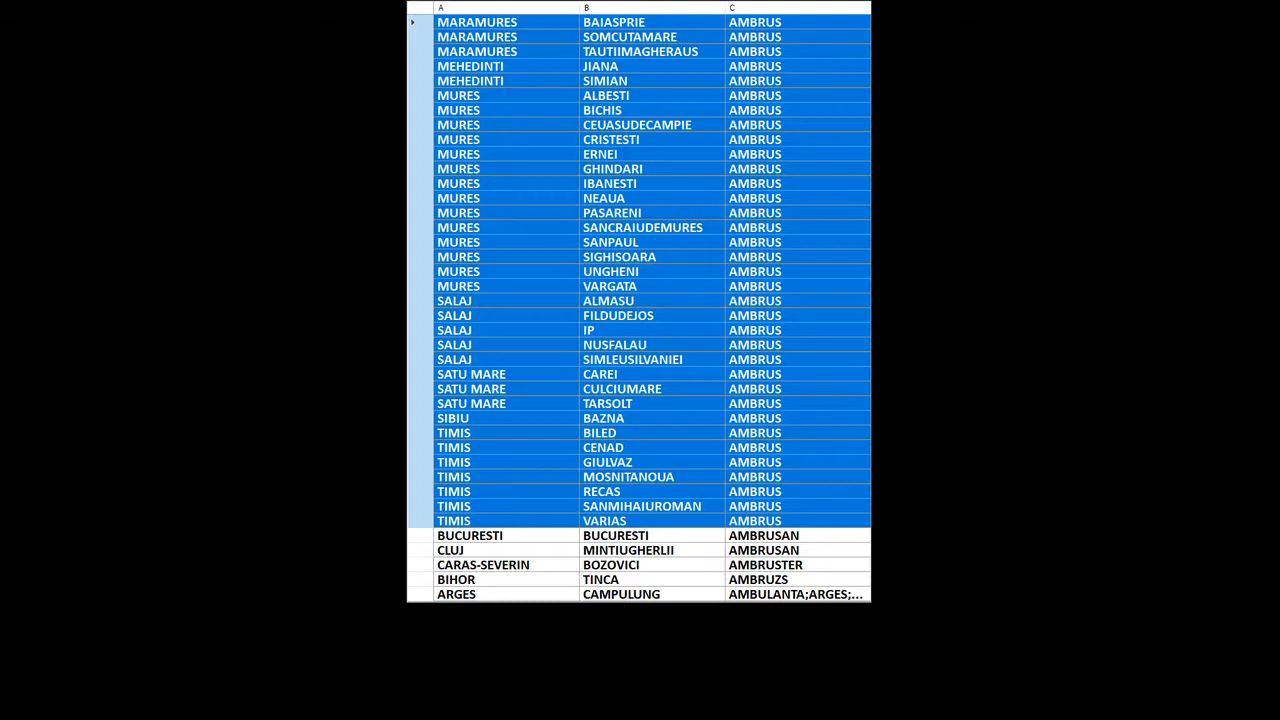 A B C
MARAMURES BAIASPRIE AMBRUS
MARAMURES SOMCUTAMARE AMBRUS
MARAMURES TAUTIIMAGHERAUS AMBRUS
MEHEDINTI JIANA AMBRUS
MEHEDINTI SIMIAN AMBRUS
MURES ALBESTI AMBRUS
MURES BICHIS AMBRUS
MURES CEUASUDECAMPIE AMBRUS
MURES CRISTESTI AMBRUS
MURES ERNEI AMBRUS
MURES GHINDARI AMBRUS
MURES IBANESTI AMBRUS
MURES NEAUA AMBRUS
MURES PASARENI AMBRUS
MURES SANCRAIUDEMURES AMBRUS
MURES SANPAUL AMBRUS
MURES SIGHISOARA AMBRUS
MURES UNGHENI AMBRUS
MURES VARGATA AMBRUS
SALAJ ALMASU AMBRUS
SALAJ FILDUDEJOS AMBRUS
SALAJ IP AMBRUS
SALAJ NUSFALAU AMBRUS
SALAJ SIMLEUSILVANIEI AMBRUS
SATU MARE CAREI AMBRUS
SATU MARE CULCIUMARE AMBRUS
SATU MARE TARSOLT AMBRUS
SIBIU BAZNA AMBRUS
TIMIS BILED AMBRUS
TIMIS CENAD AMBRUS
TIMIS GIULVAZ AMBRUS
TIMIS MOSNITANOUA AMBRUS
TIMIS RECAS AMBRUS
TIMIS SANMIHAIUROMAN AMBRUS
TIMIS VARIAS AMBRUS
BUCURESTI BUCURESTI AMBRUSAN
CLUJ MINTIUGHERLII AMBRUSAN
CARAS-SEVERIN BOZOVICI AMBRUSTER
BIHOR TINCA AMBRUZS
ARGES CAMPULUNG AMBULANTA;ARGES;...